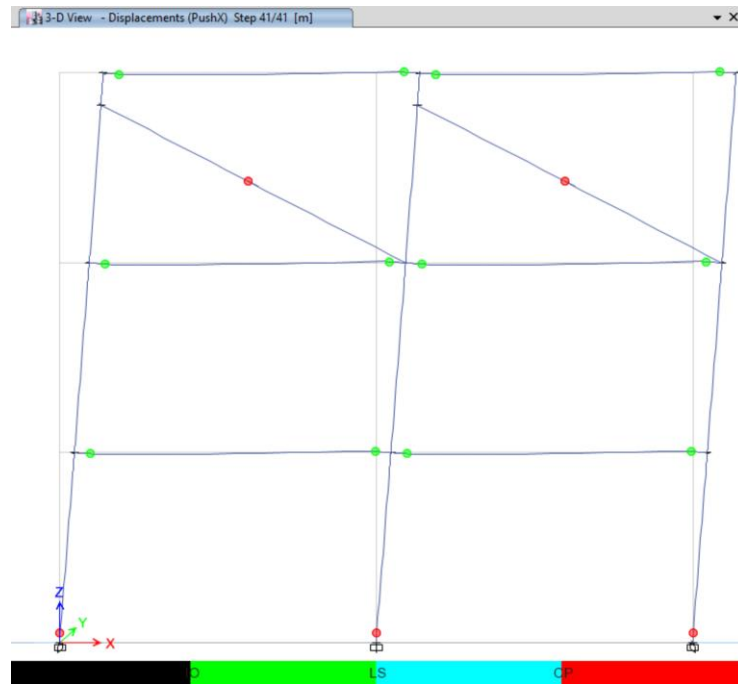 3-D View - Displacements (PushX) Step 41/41 [m]
Z
Y
X
IO LS CP